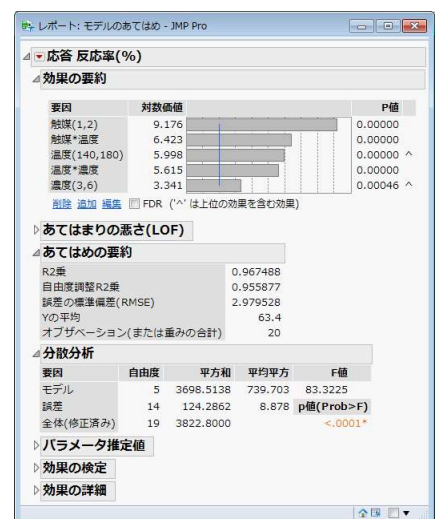 レポート: モデルのあてはめ - JMP Pro
応答 反応率(%)
効果の要約
要因 対数価値 P値
触媒(1,2) 9.176 0.00000
触媒*温度 6.423 0.00000
温度(140,180) 5.998 0.00000 ^
温度*濃度 5.615 0.00000
濃度(3,6) 3.341 0.00046 ^
削除 追加 編集 FDR ('^' は上位の効果を含む効果)
あてはまりの悪さ(LOF)
あてはめの要約
R2乗 0.967488
自由度調整R2乗 0.955877
誤差の標準偏差(RMSE) 2.979528
Yの平均 63.4
オブザベーション(または重みの合計) 20
分散分析
要因 自由度 平方和 平均平方 F値
モデル 5 3698.5138 739.703 83.3225
誤差 14 124.2862 8.878 p値(Prob>F)
全体(修正済み) 19 3822.8000 <.0001*
パラメータ推定値
効果の検定
効果の詳細